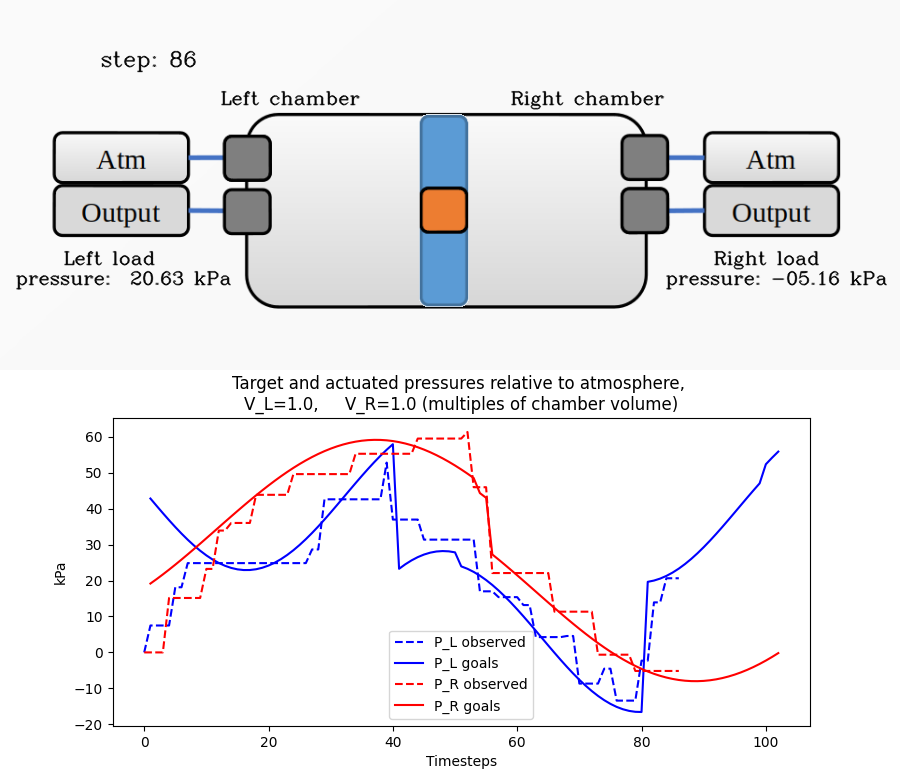 step: 86
Left chamber
Right chamber
Atm
Output
Left load
pressure: 20.63 kPa
Atm
Output
Right load
pressure: −05.16 kPa
Target and actuated pressures relative to atmosphere,
V_L=1.0, V_R=1.0 (multiples of chamber volume)
kPa
60
50
40
30
20
10
0
−10
−20
P_L observed
P_L goals
P_R observed
P_R goals
0 20 40 60 80 100
Timesteps